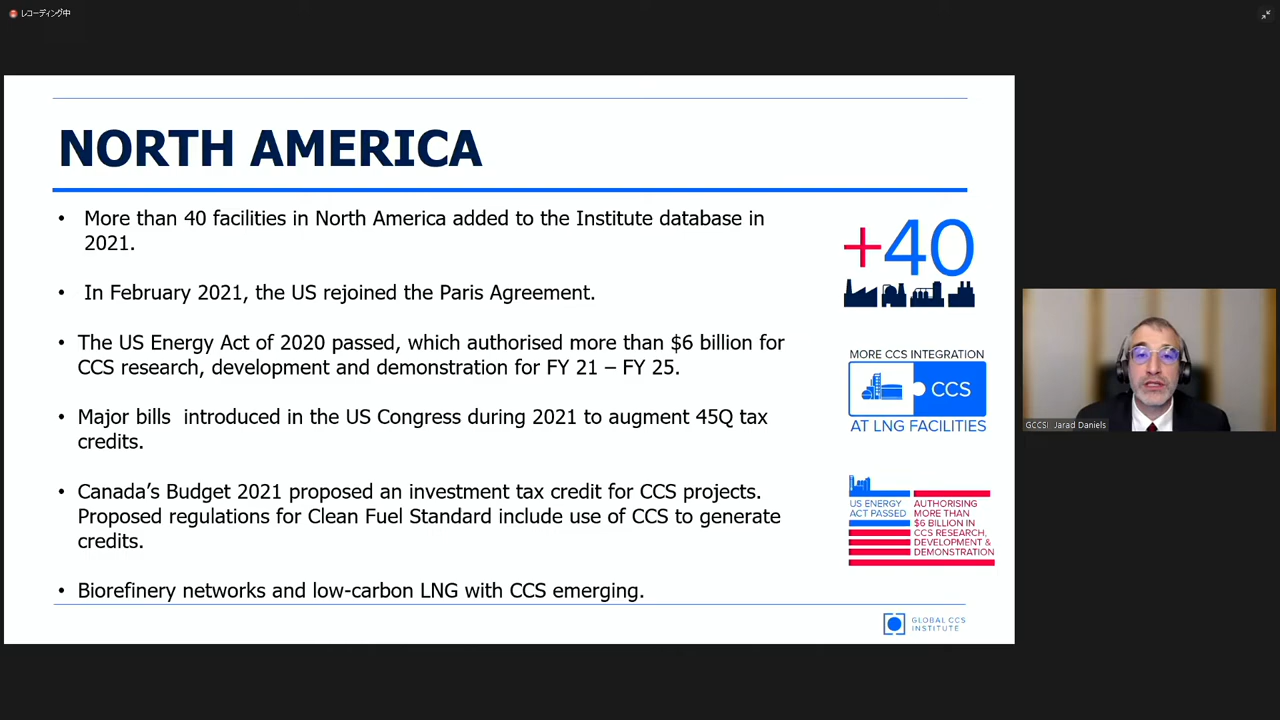 レコーディング中
NORTH AMERICA
• More than 40 facilities in North America added to the Institute database in
2021.
• In February 2021, the US rejoined the Paris Agreement.
• The US Energy Act of 2020 passed, which authorised more than $6 billion for
CCS research, development and demonstration for FY 21 – FY 25.
• Major bills introduced in the US Congress during 2021 to augment 45Q tax
credits.
• Canada's Budget 2021 proposed an investment tax credit for CCS projects.
Proposed regulations for Clean Fuel Standard include use of CCS to generate
credits.
• Biorefinery networks and low-carbon LNG with CCS emerging.
+40
MORE CCS INTEGRATION
CCS
AT LNG FACILITIES
US ENERGY
ACT PASSED
AUTHORISING
MORE THAN
$6 BILLION IN
CCS RESEARCH,
DEVELOPMENT &
DEMONSTRATION
GLOBAL CCS
INSTITUTE
GCCSI Jarad Daniels